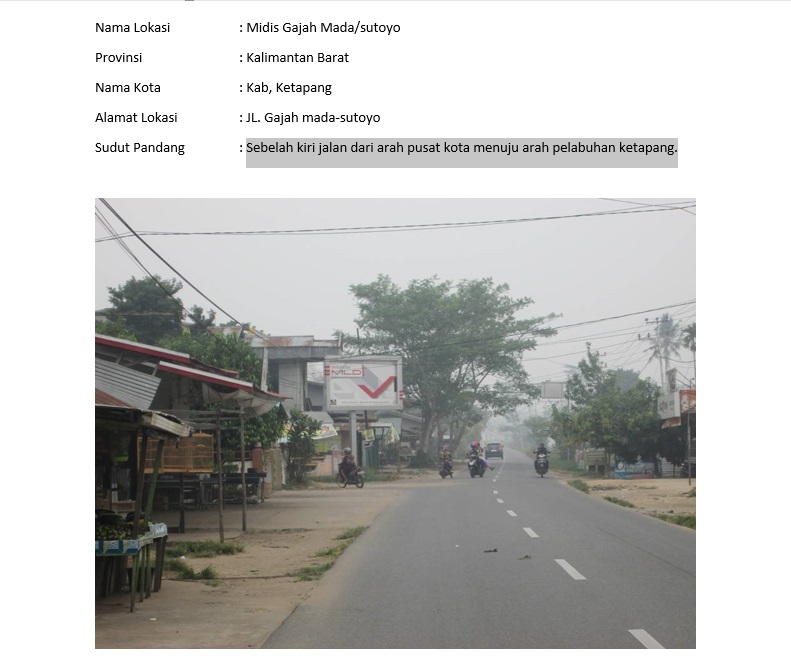 Nama Lokasi : Midis Gajah Mada/sutoyo
Provinsi : Kalimantan Barat
Nama Kota : Kab, Ketapang
Alamat Lokasi : JL. Gajah mada-sutoyo
Sudut Pandang : Sebelah kiri jalan dari arah pusat kota menuju arah pelabuhan ketapang.